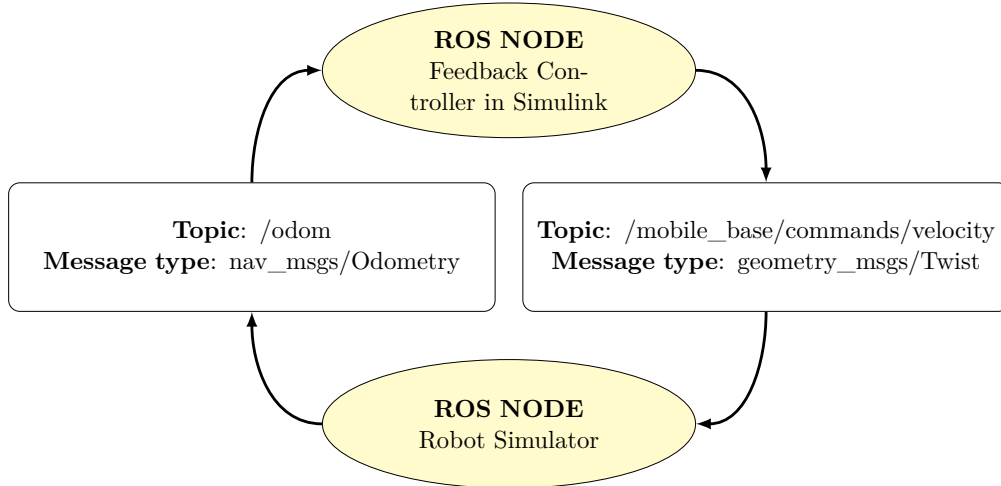 ROS NODE
Feedback Con-
troller in Simulink
Topic: /odom
Message type: nav_msgs/Odometry
Topic: /mobile_base/commands/velocity
Message type: geometry_msgs/Twist
ROS NODE
Robot Simulator